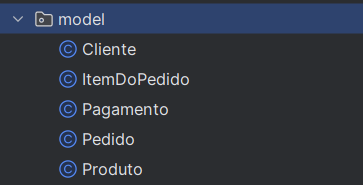 model
C Cliente
C ItemDoPedido
C Pagamento
C Pedido
C Produto